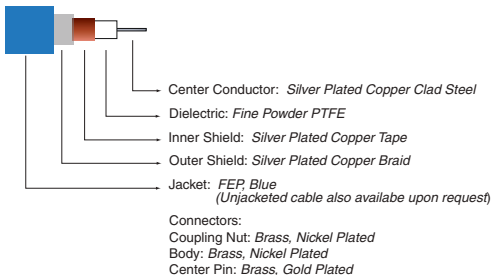 Center Conductor: Silver Plated Copper Clad Steel
Dielectric: Fine Powder PTFE
Inner Shield: Silver Plated Copper Tape
Outer Shield: Silver Plated Copper Braid
Jacket: FEP, Blue
(Unjacketed cable also availabe upon request)
Connectors:
Coupling Nut: Brass, Nickel Plated
Body: Brass, Nickel Plated
Center Pin: Brass, Gold Plated